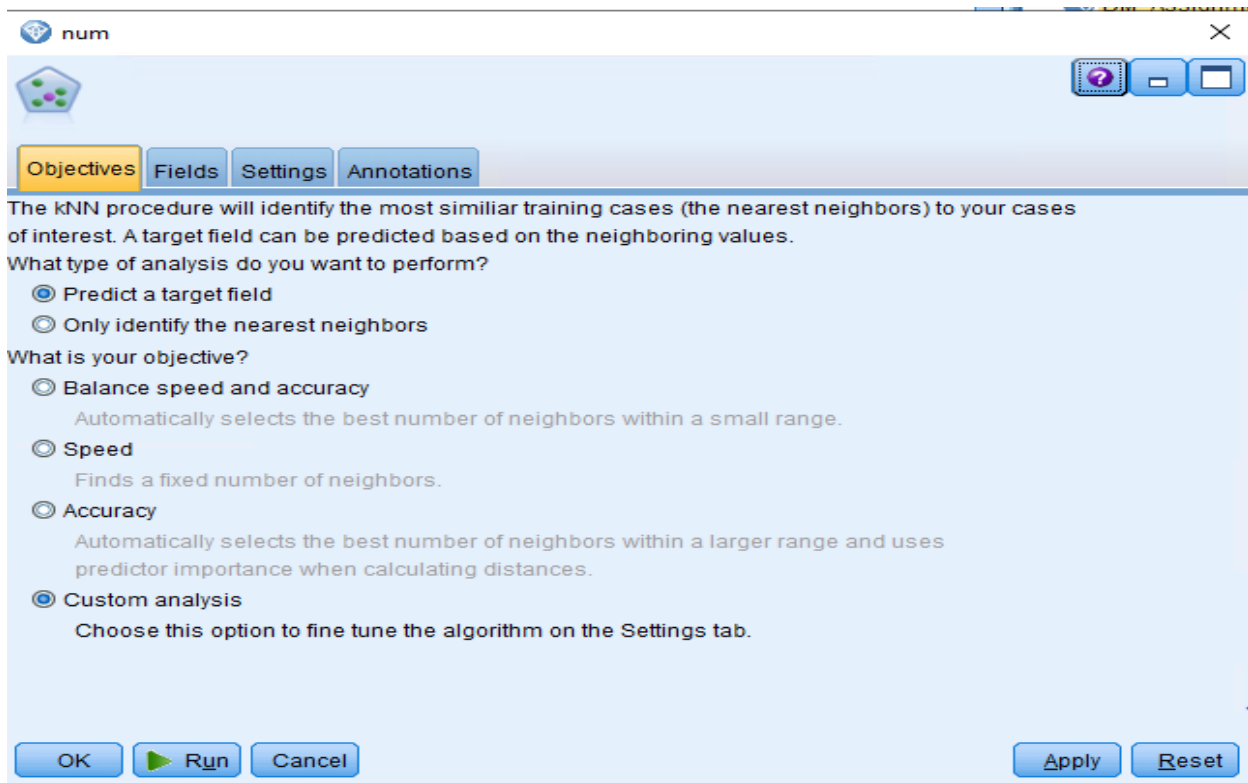 num
Objectives Fields Settings Annotations
The kNN procedure will identify the most similiar training cases (the nearest neighbors) to your cases
of interest. A target field can be predicted based on the neighboring values.
What type of analysis do you want to perform?
Predict a target field
Only identify the nearest neighbors
What is your objective?
Balance speed and accuracy
Automatically selects the best number of neighbors within a small range.
Speed
Finds a fixed number of neighbors.
Accuracy
Automatically selects the best number of neighbors within a larger range and uses
predictor importance when calculating distances.
Custom analysis
Choose this option to fine tune the algorithm on the Settings tab.
OK Run Cancel Apply Reset